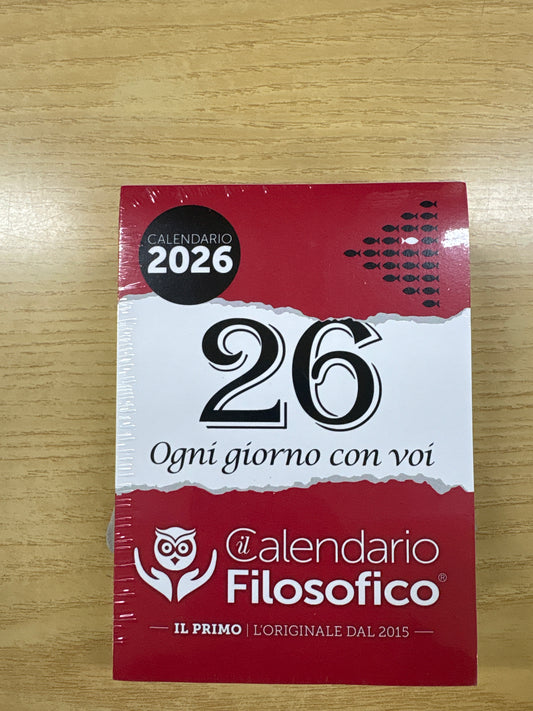 CALENDARIO
2026
26
Ogni giorno con voi
il Calendario
Filosofico®
IL PRIMO | L'ORIGINALE DAL 2015